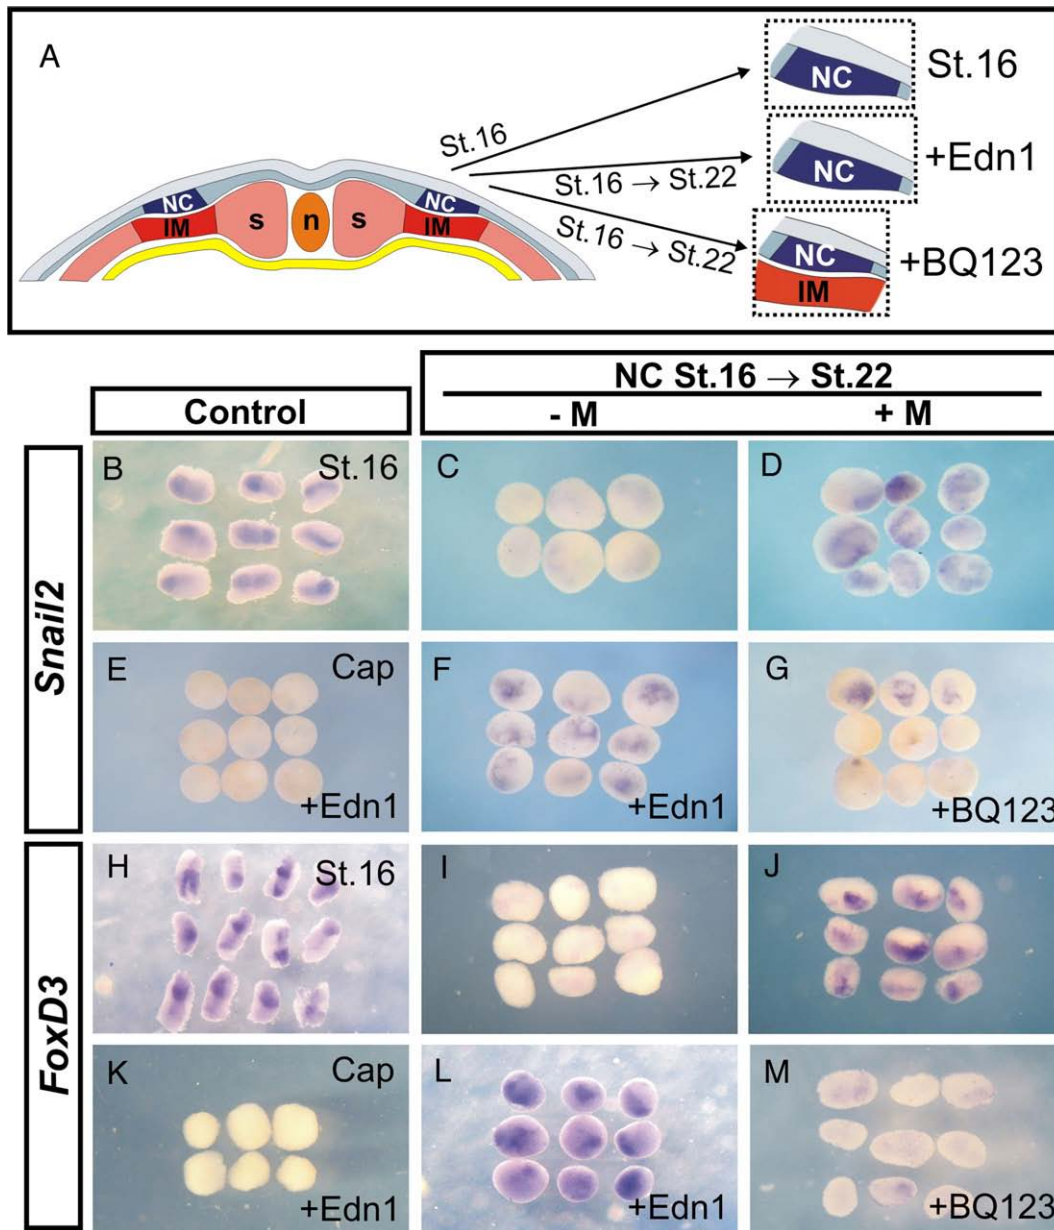 A
St.16
St.16
NC
St.16 → St.22
+Edn1
NC
St.16 → St.22
+BQ123
NC
IM
NC
IM
s
n
s
NC
IM
NC St.16 → St.22
Control
- M
+ M
Snail2
B
St.16
C
D
E
Cap
+Edn1
F
+Edn1
G
+BQ123
FoxD3
H
St.16
I
J
K
Cap
+Edn1
L
+Edn1
M
+BQ123